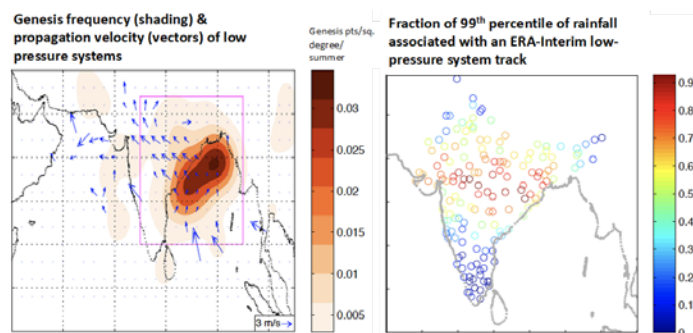 Genesis frequency (shading) &
propagation velocity (vectors) of low
pressure systems
Genesis pts/sq.
degree/
summer
0.03
0.025
0.02
0.015
0.01
0.005
3 m/s
Fraction of 99th percentile of rainfall
associated with an ERA-Interim low-
pressure system track
0.9
0.8
0.7
0.6
0.5
0.4
0.3
0.2
0.1
0